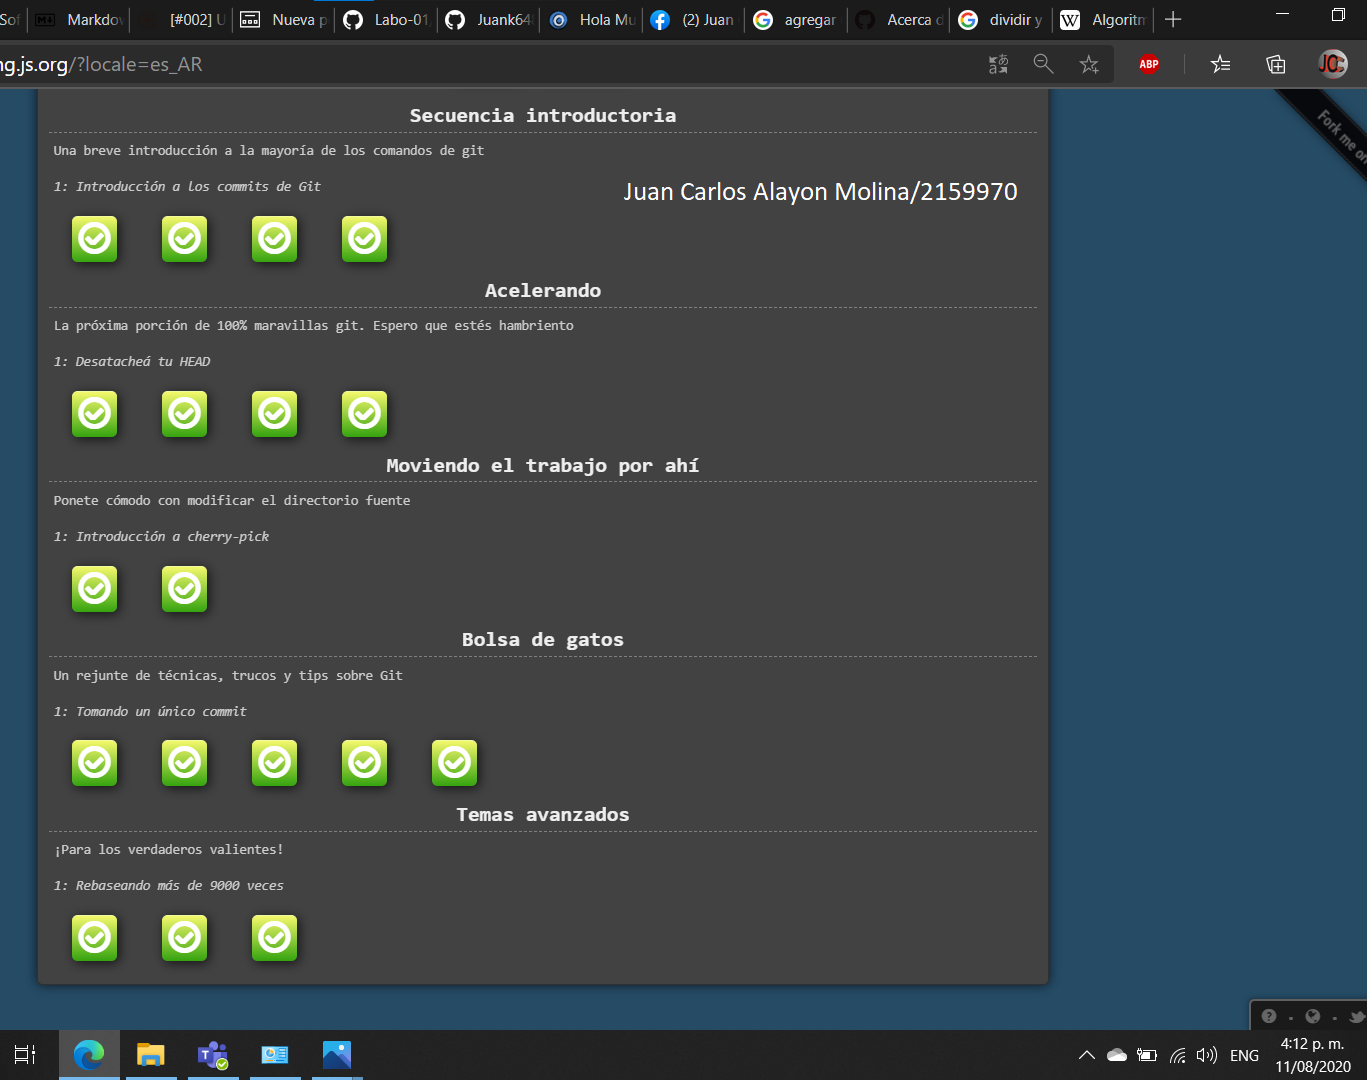 Sof Markdow [#002] U Nueva p Labo-01, Juank64 Hola Mu (2) Juan agregar Acerca d dividir y Algoritm
ng.js.org/?locale=es_AR ABP
Fork me on
Secuencia introductoria
Una breve introducción a la mayoría de los comandos de git
1: Introducción a los commits de Git
Juan Carlos Alayon Molina/2159970
Acelerando
La próxima porción de 100% maravillas git. Espero que estés hambriento
1: Desatacheá tu HEAD
Moviendo el trabajo por ahí
Ponete cómodo con modificar el directorio fuente
1: Introducción a cherry-pick
Bolsa de gatos
Un rejunte de técnicas, trucos y tips sobre Git
1: Tomando un único commit
Temas avanzados
¡Para los verdaderos valientes!
1: Rebaseando más de 9000 veces
ENG
4:12 p. m.
11/08/2020